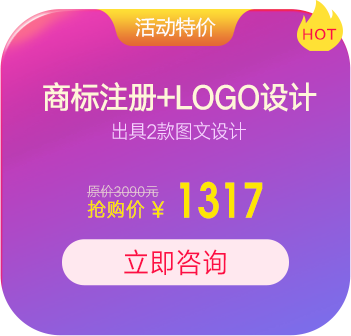 活动特价
HOT
商标注册+LOGO设计
出具2款图文设计
原价3090元
抢购价 ¥ 1317
立即咨询